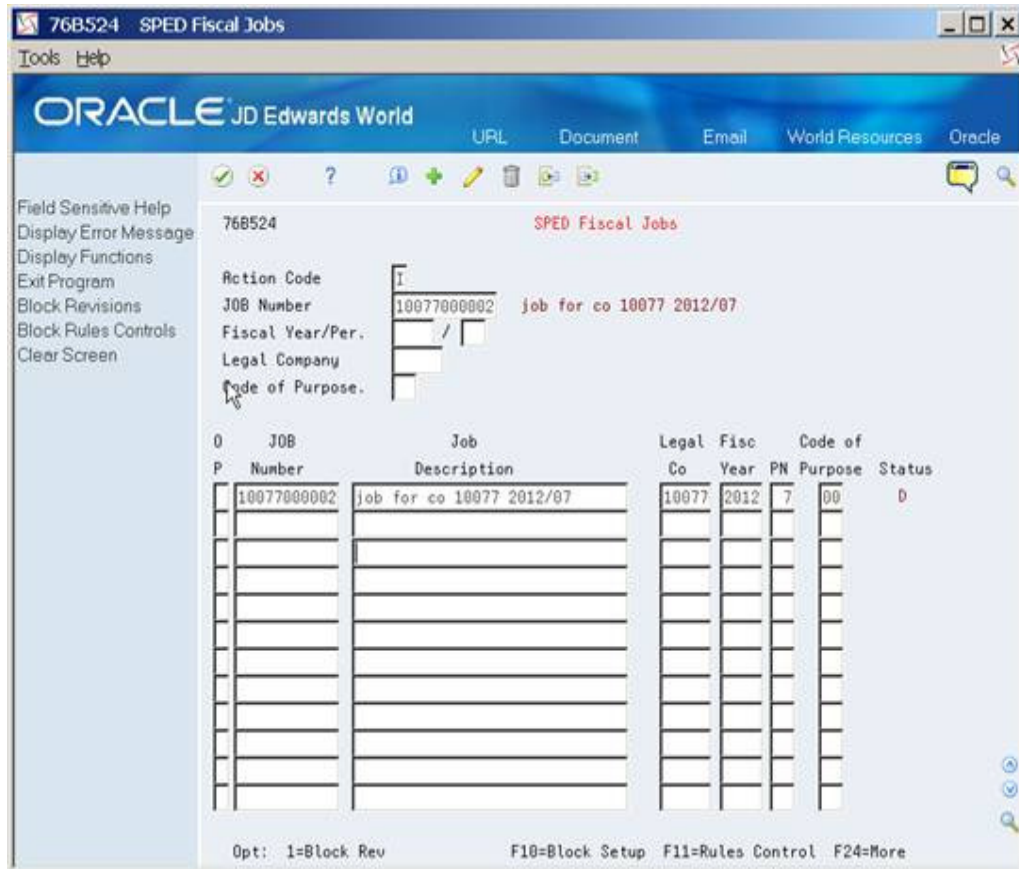 76B524 SPED Fiscal Jobs
Tools Help
ORACLE JD Edwards World
URL Document Email World Resources Oracle
?
Field Sensitive Help
Display Error Message
Display Functions
Exit Program
Block Revisions
Block Rules Controls
Clear Screen
76B524 SPED Fiscal Jobs
Action Code I
JOB Number 10077000002 job for co 10077 2012/07
Fiscal Year/Per. /
Legal Company
Code of Purpose.
O JOB Job Legal Fisc Code of
P Number Description Co Year PN Purpose Status
10077000002 job for co 10077 2012/07 10077 2012 7 00 D
Opt: 1=Block Rev F10=Block Setup F11=Rules Control F24=More